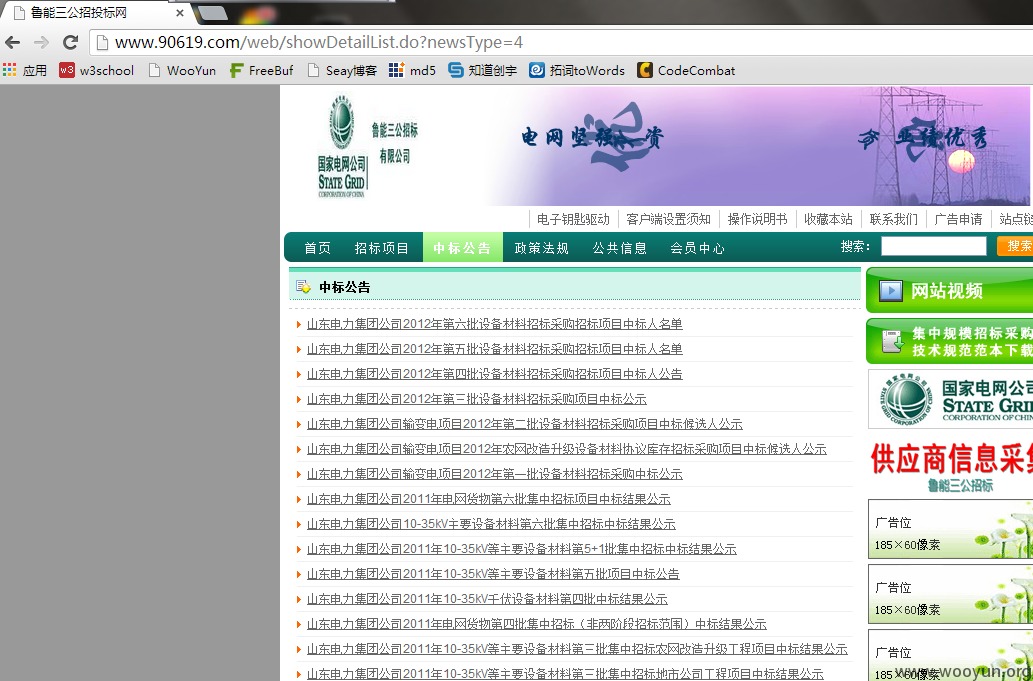 鲁能三公招投标网
www.90619.com/web/showDetailList.do?newsType=4
应用 w3 w3school WooYun FreeBuf Seay博客 md5 知道创宇 拓词toWords CodeCombat
鲁能三公招标
有限公司
国家电网公司
STATE GRID
CORPORATION OF CHINA
电子钥匙驱动 客户端设置须知 操作说明书 收藏本站 联系我们 广告申请
首页 招标项目 中标公告 政策法规 公共信息 会员中心 搜索: 搜索
中标公告
山东电力集团公司2012年第六批设备材料招标采购招标项目中标人名单
山东电力集团公司2012年第五批设备材料招标采购招标项目中标人名单
山东电力集团公司2012年第四批设备材料招标采购招标项目中标人公告
山东电力集团公司2012年第三批设备材料招标采购项目中标公示
山东电力集团公司输变电项目2012年第二批设备材料招标采购项目中标候选人公示
山东电力集团公司输变电项目2012年农网改造升级设备材料协议库存招标采购项目中标候选人公示
山东电力集团公司输变电项目2012年第一批设备材料招标采购中标公示
山东电力集团公司2011年电网货物第六批集中招标项目中标结果公示
山东电力集团公司10-35kV主要设备材料第六批集中招标中标结果公示
山东电力集团公司2011年10-35kV等主要设备材料第5+1批集中招标中标结果公示
山东电力集团公司2011年10-35kV等主要设备材料第五批项目中标公告
山东电力集团公司2011年10-35kV千伏设备材料第四批中标结果公示
山东电力集团公司2011年电网货物第四批集中招标（非两阶段招标范围）中标结果公示
山东电力集团公司2011年10-35kV等主要设备材料第三批集中招标农网改造升级工程项目中标结果公示
山东电力集团公司2011年10-35kV等主要设备材料第三批集中招标地市公司工程项目中标结果公示
网站视频
集中规模招标采购
技术规范范本下载
国家电网公司
STATE GRID
CORPORATION OF CHINA
供应商信息采集
鲁能三公招标
广告位
185×60像素
广告位
185×60像素
广告位
185×60像素
www.wooyun.org